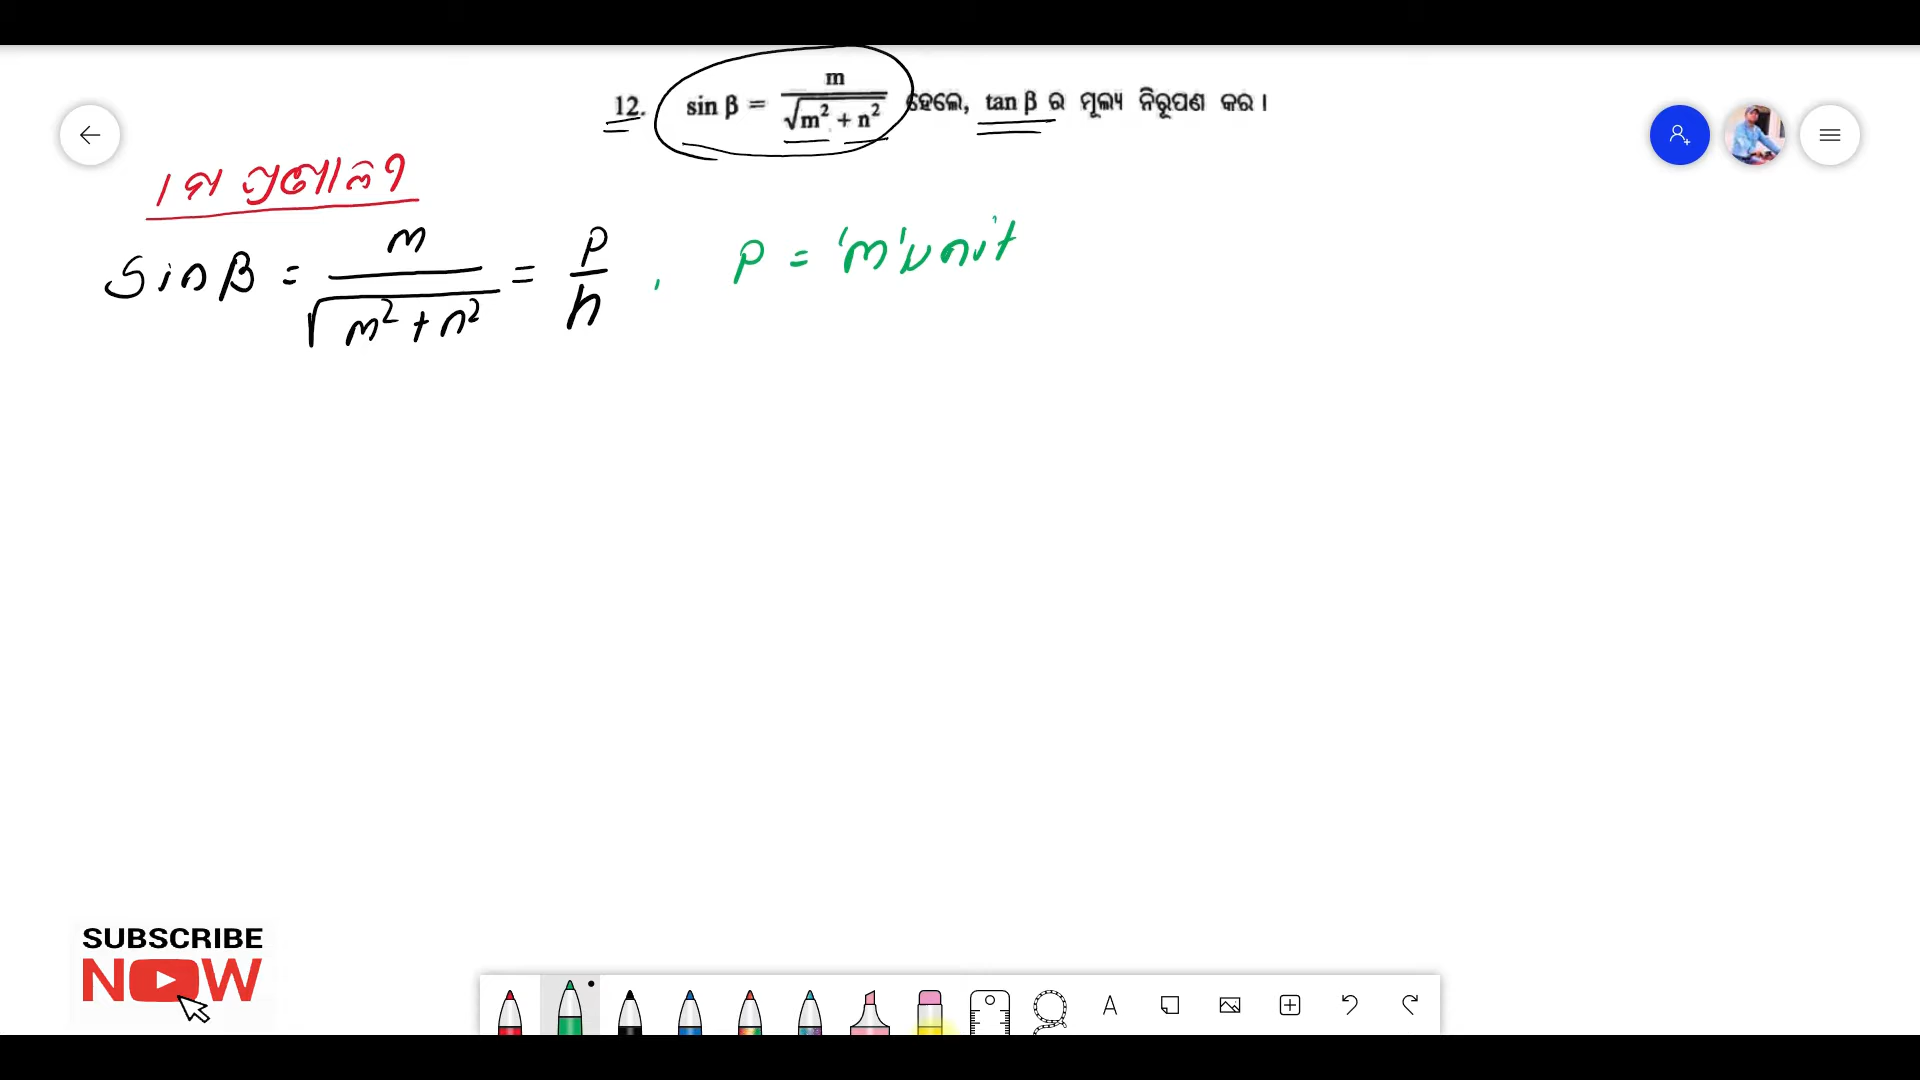 12. sin β = m / √m² + n² ହେଲେ, tan β ର ମୂଲ୍ୟ ନିରୂପଣ କର ।
୧ମ ପ୍ରଣାଳୀ
Sin β = m / √m² + n² = p / h , p = 'm' unit
SUBSCRIBE
NOW
A